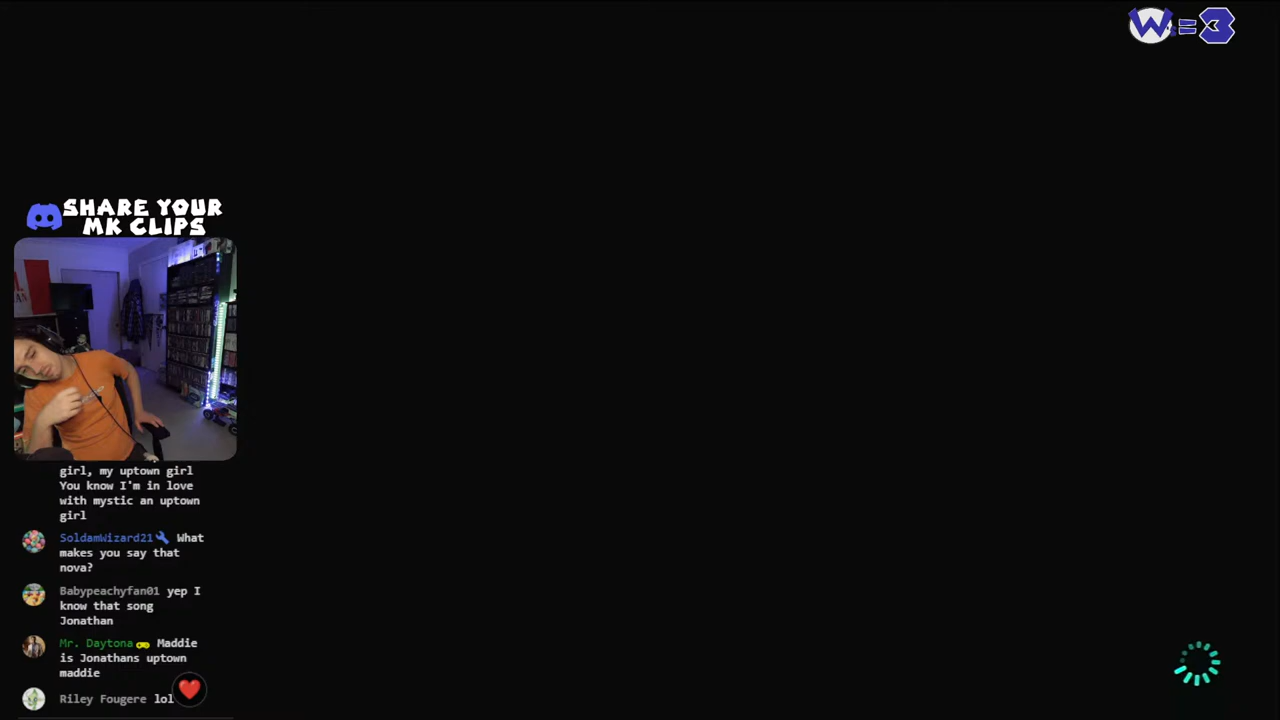 W=3
SHARE YOUR
MK CLIPS
girl, my uptown girl
You know I'm in love
with mystic an uptown
girl
SoldamWizard21 What
makes you say that
nova?
Babypeachyfan01 yep I
know that song
Jonathan
Mr. Daytona Maddie
is Jonathans uptown
maddie
Riley Fougere lol